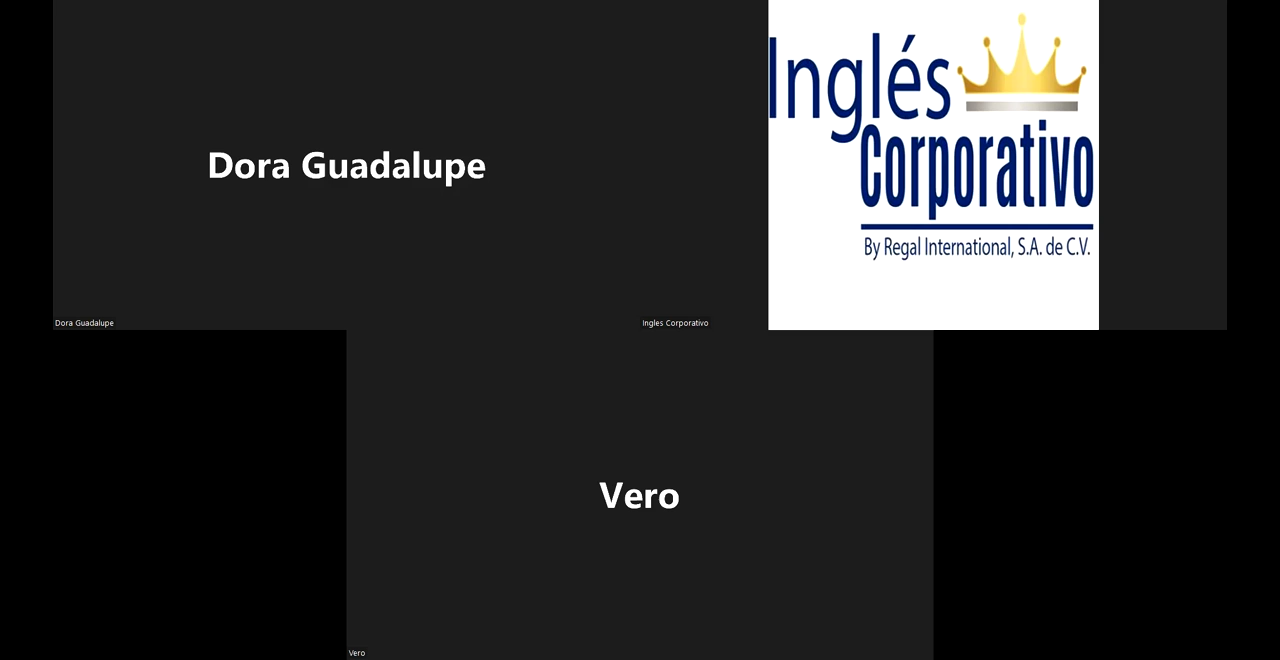 Dora Guadalupe
Dora Guadalupe
Inglés
Corporativo
By Regal International, S.A. de C.V.
Ingles Corporativo
Vero
Vero